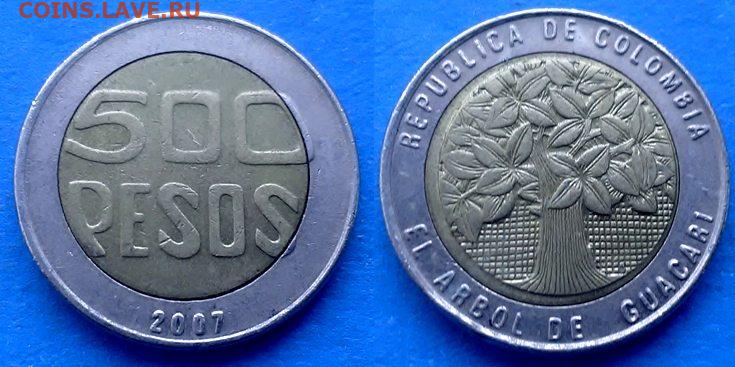 COINS.LAVE.RU
500
PESOS
2007
REPUBLICA DE COLOMBIA
EL ARBOL DE GUACARI